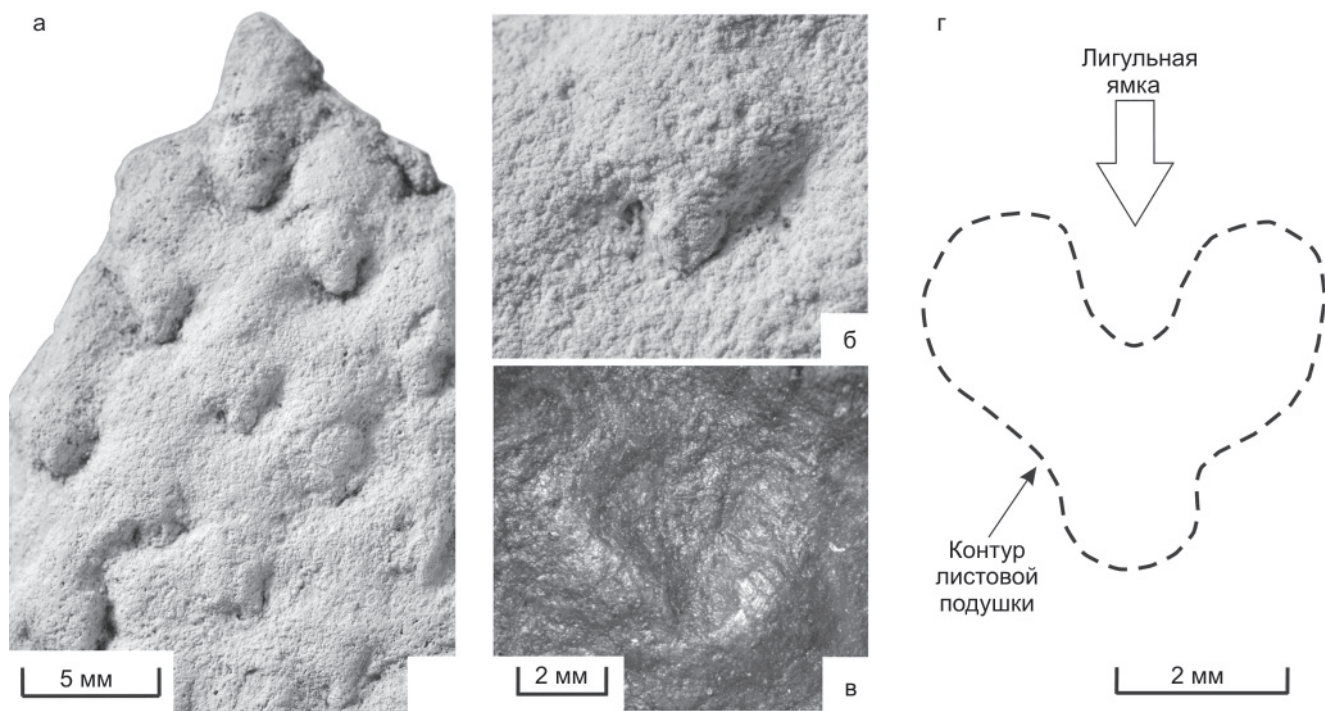 а
5 мм
б
2 мм
в
г
Лигульная
ямка
Контур
листовой
подушки
2 мм